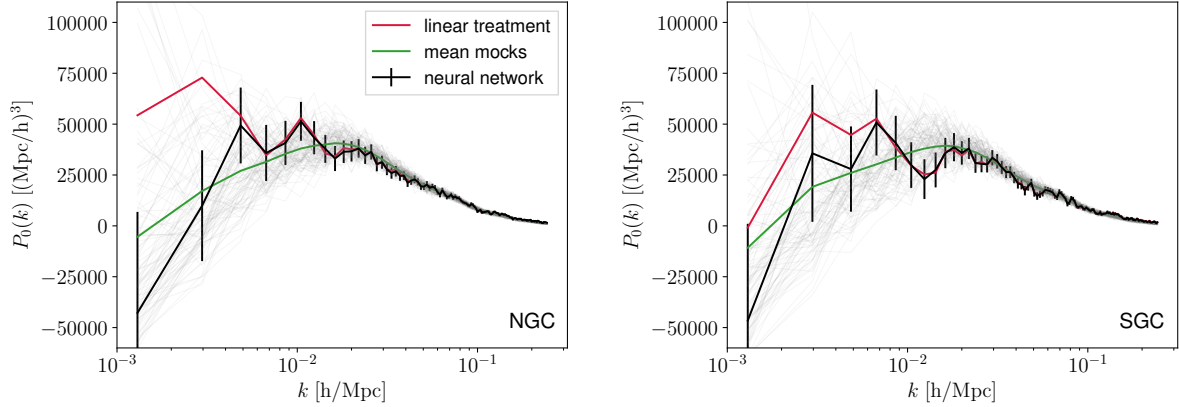 100000
75000
50000
25000
0
−25000
−50000
P₀(k) [(Mpc/h)³]
linear treatment
mean mocks
neural network
NGC
10⁻³
10⁻²
10⁻¹
k [h/Mpc]
100000
75000
50000
25000
0
−25000
−50000
P₀(k) [(Mpc/h)³]
SGC
10⁻³
10⁻²
10⁻¹
k [h/Mpc]